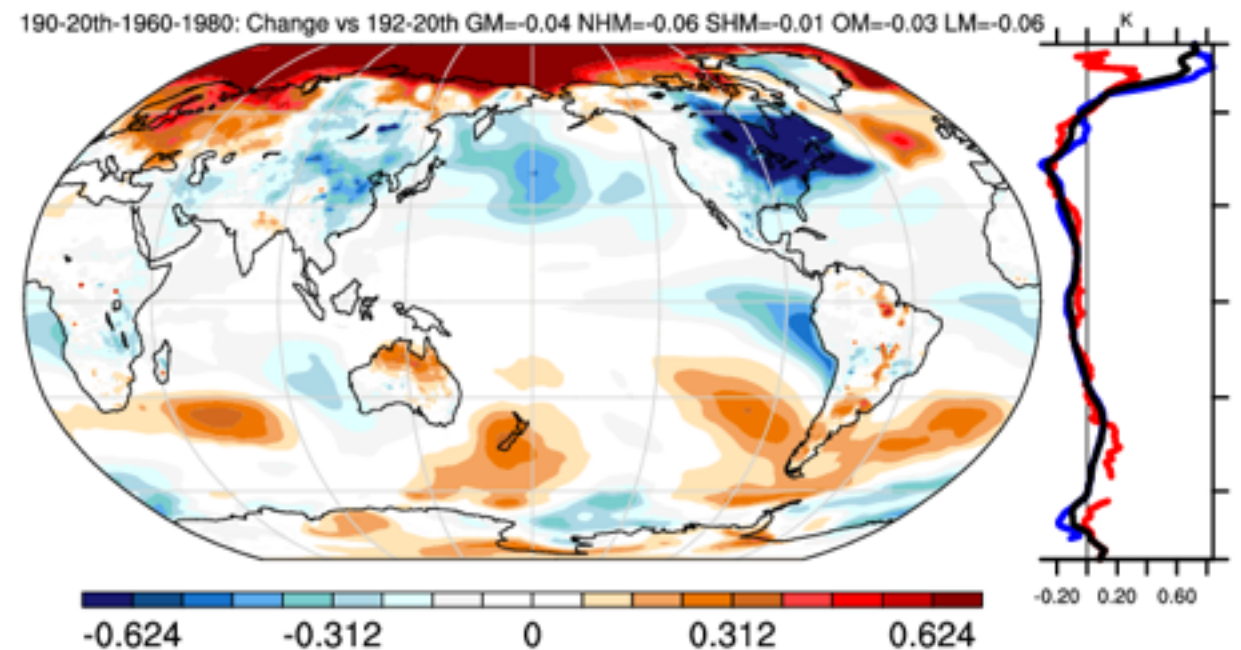 190-20th-1960-1980: Change vs 192-20th GM=-0.04 NHM=-0.06 SHM=-0.01 OM=-0.03 LM=-0.06
K
-0.20 0.20 0.60
-0.624 -0.312 0 0.312 0.624